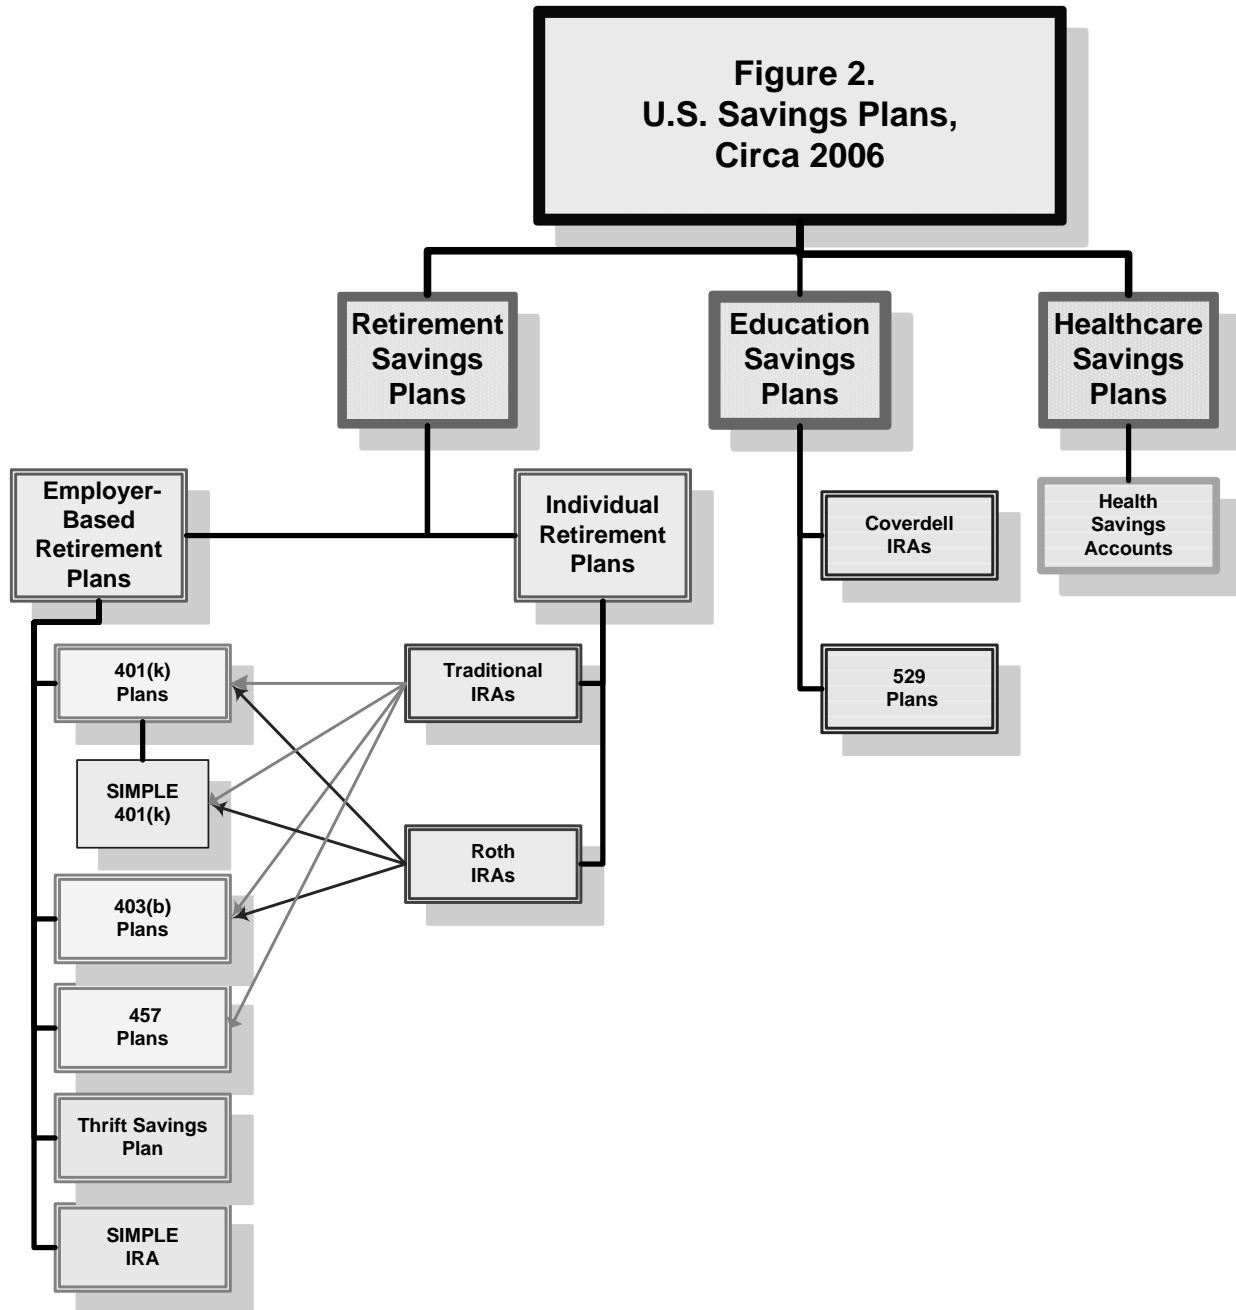 Figure 2.
U.S. Savings Plans,
Circa 2006
Retirement
Savings
Plans
Education
Savings
Plans
Healthcare
Savings
Plans
Employer-
Based
Retirement
Plans
Individual
Retirement
Plans
Coverdell
IRAs
Health
Savings
Accounts
401(k)
Plans
Traditional
IRAs
529
Plans
SIMPLE
401(k)
Roth
IRAs
403(b)
Plans
457
Plans
Thrift Savings
Plan
SIMPLE
IRA